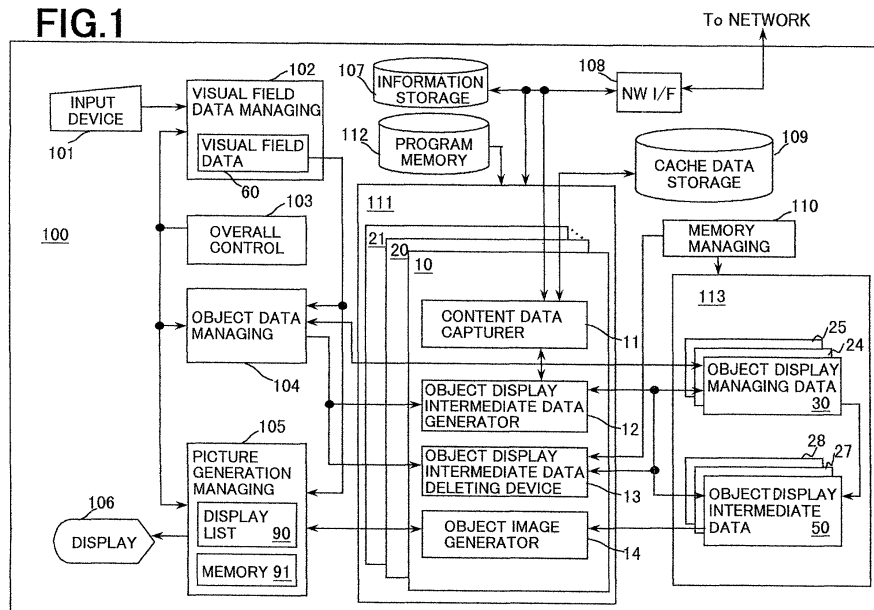 FIG.1
To NETWORK
102
VISUAL FIELD
DATA MANAGING
VISUAL FIELD
DATA
60
INPUT
DEVICE
101
107
INFORMATION
STORAGE
108
NW I/F
112
PROGRAM
MEMORY
109
CACHE DATA
STORAGE
103
OVERALL
CONTROL
100
110
MEMORY
MANAGING
111
21
20
10
CONTENT DATA
CAPTURER
11
OBJECT DATA
MANAGING
104
113
25
24
OBJECT DISPLAY
MANAGING DATA
30
OBJECT DISPLAY
INTERMEDIATE DATA
GENERATOR
12
OBJECT DISPLAY
INTERMEDIATE DATA
DELETING DEVICE
13
28
27
OBJECT DISPLAY
INTERMEDIATE
DATA
50
105
PICTURE
GENERATION
MANAGING
DISPLAY
LIST
90
MEMORY 91
OBJECT IMAGE
GENERATOR
14
106
DISPLAY